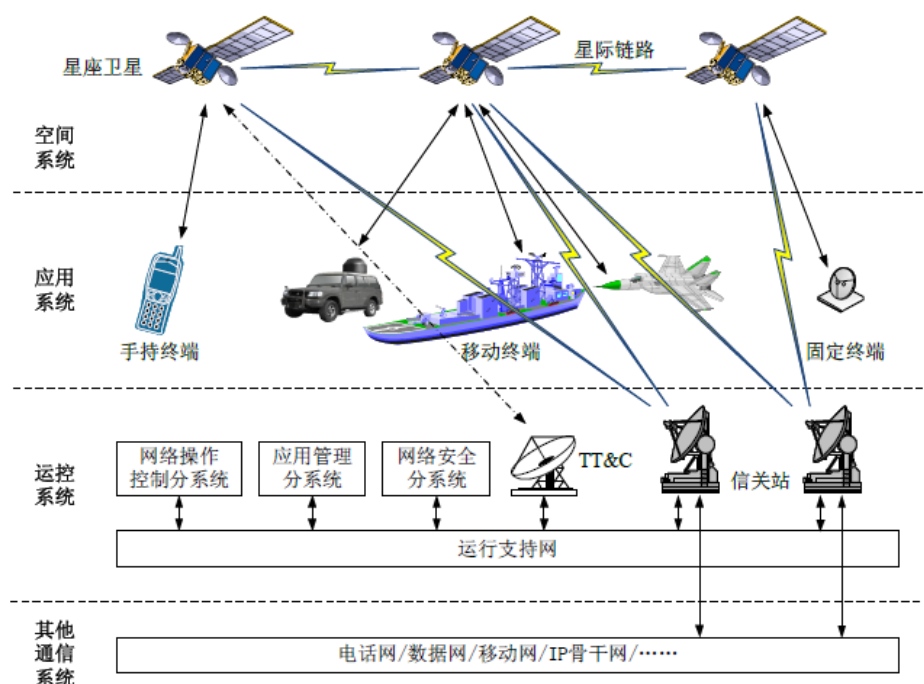 星座卫星
星际链路
空间
系统
应用
系统
手持终端
移动终端
固定终端
运控
系统
网络操作
控制分系统
应用管理
分系统
网络安全
分系统
TT&C
信关站
运行支持网
其他
通信
系统
电话网/数据网/移动网/IP骨干网/……